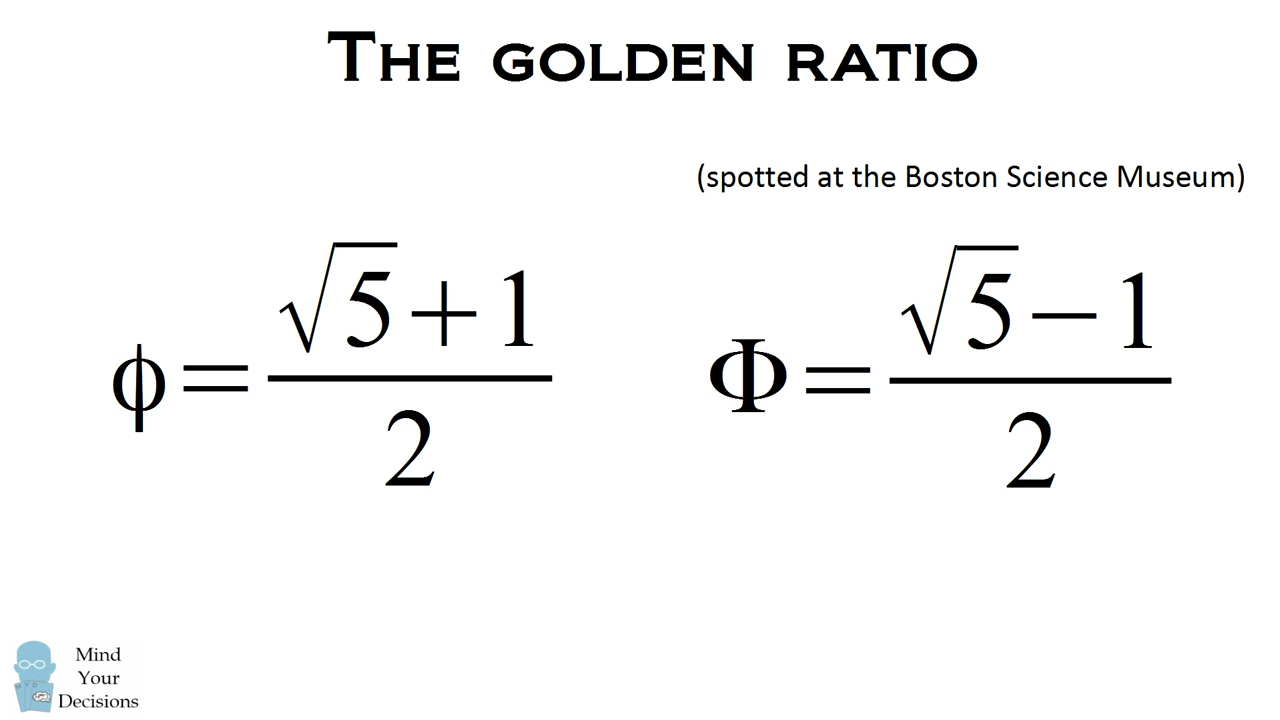 THE GOLDEN RATIO
(spotted at the Boston Science Museum)
ϕ = (√5 + 1)/2
Φ = (√5 − 1)/2
Mind
Your
Decisions